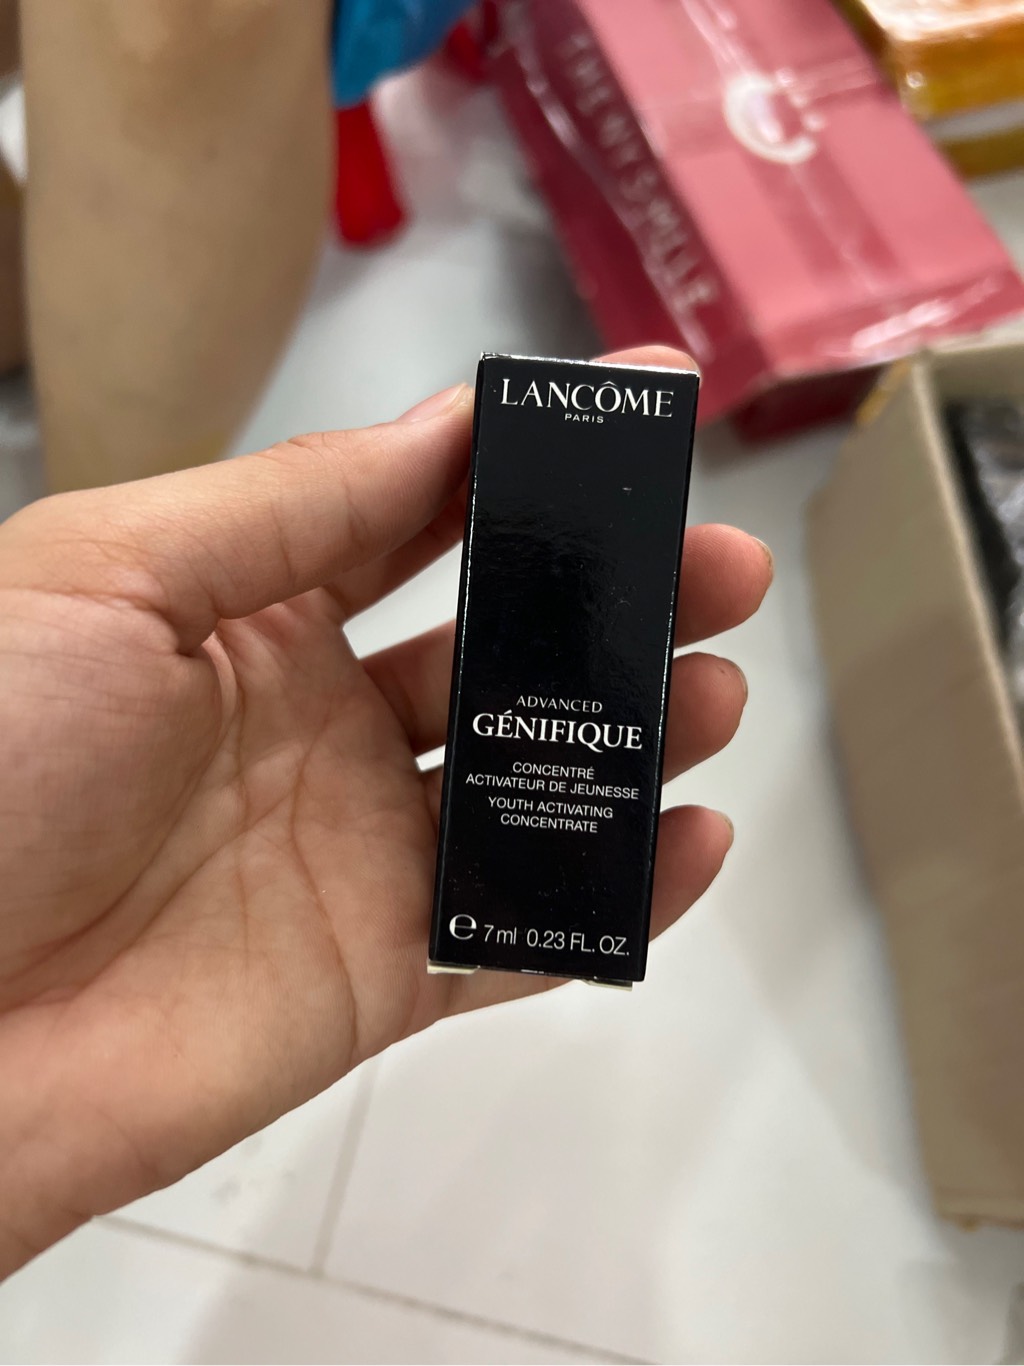 LANCÔME
PARIS
ADVANCED
GÉNIFIQUE
CONCENTRÉ
ACTIVATEUR DE JEUNESSE
YOUTH ACTIVATING
CONCENTRATE
℮ 7 ml 0.23 FL. OZ.